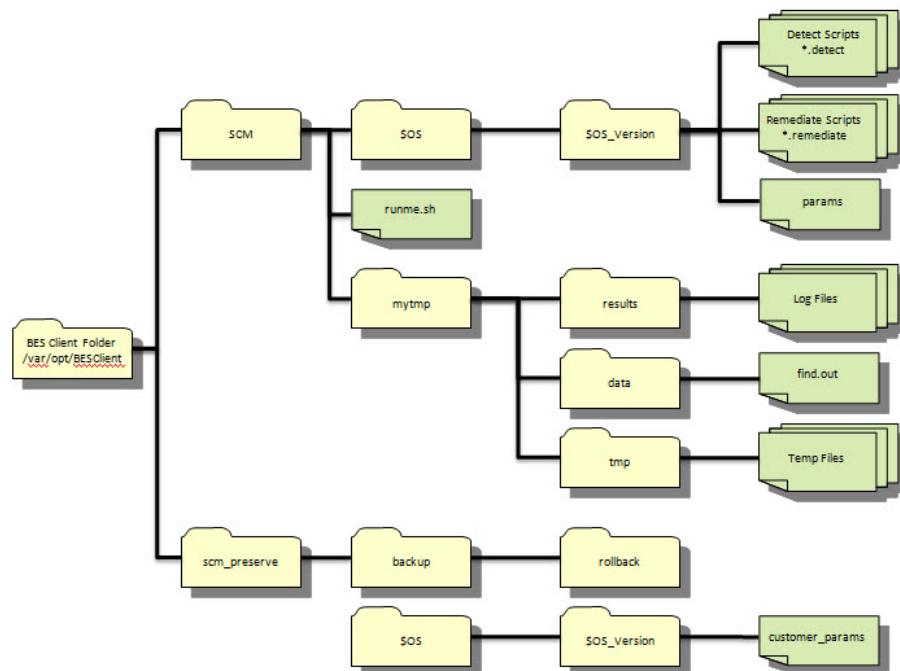 Detect Scripts
*.detect
SCM
$OS
$OS_Version
Remediate Scripts
*.remediate
runme.sh
params
mytmp
results
Log Files
BES Client Folder
/var/opt/BESClient
data
find.out
tmp
Temp Files
scm_preserve
backup
rollback
$OS
$OS_Version
customer_params